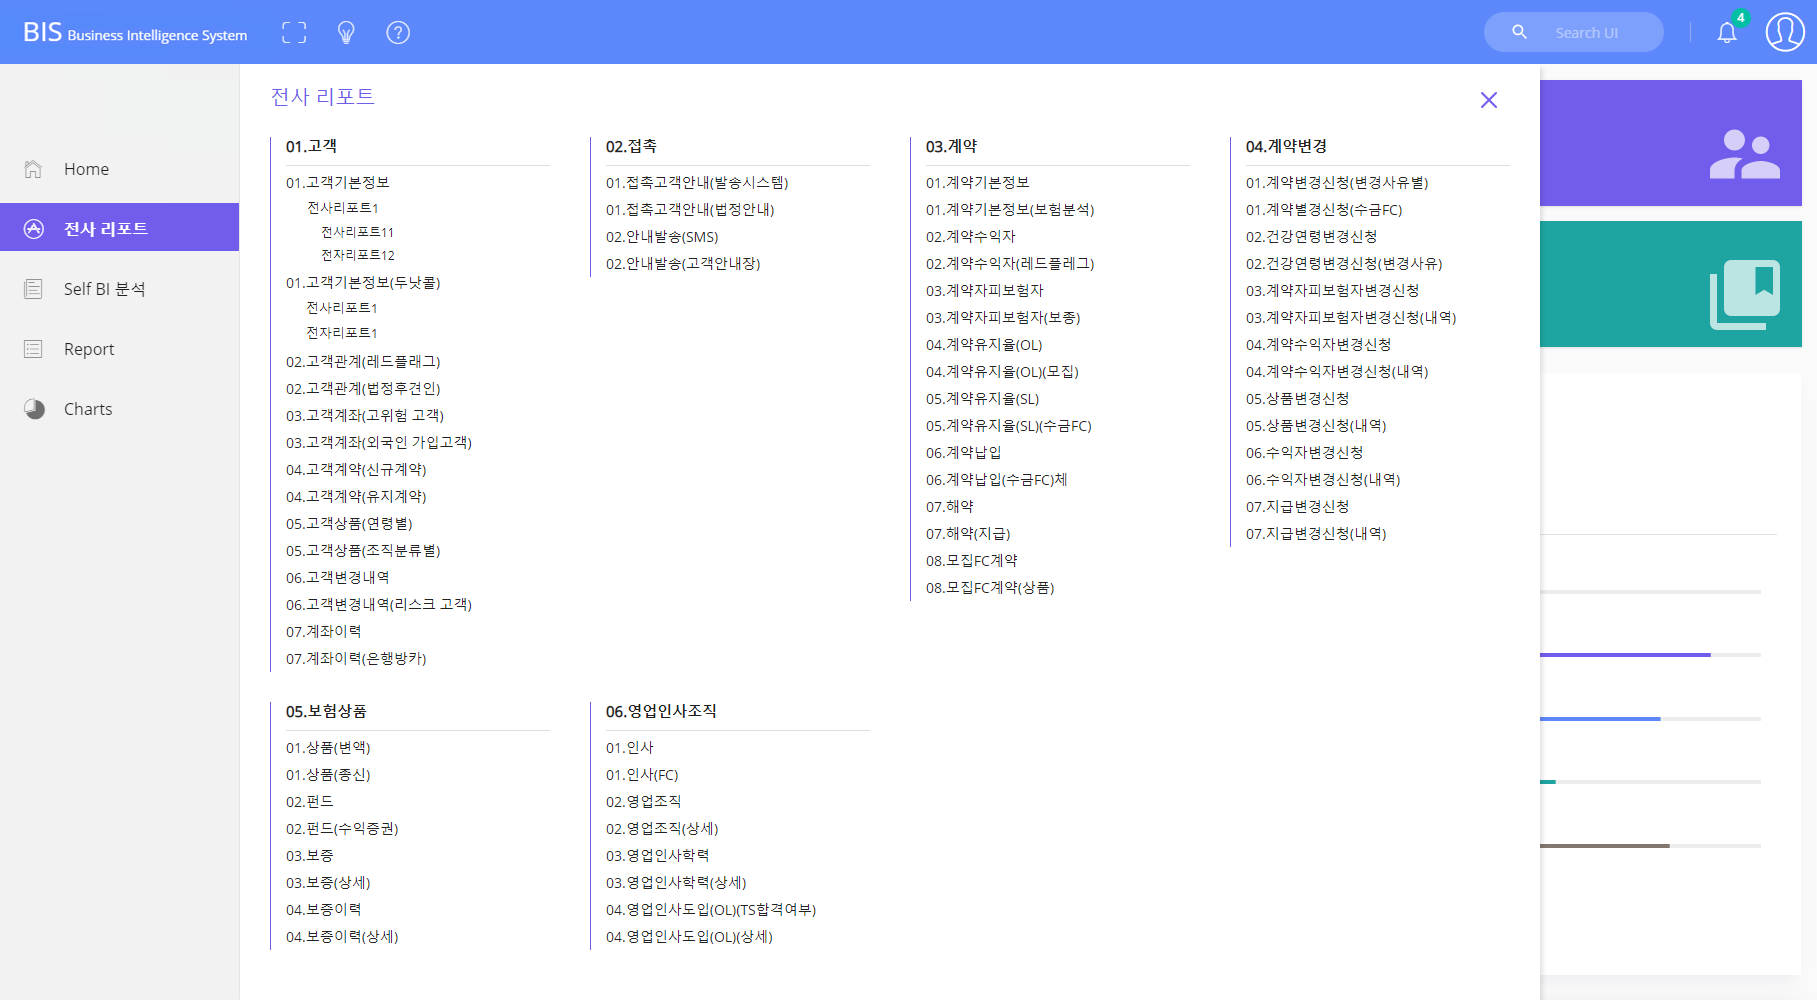 BIS Business Intelligence System
Search UI
4
Home
전사 리포트
Self BI 분석
Report
Charts
전사 리포트
01.고객
01.고객기본정보
전사리포트1
전사리포트11
전자리포트12
01.고객기본정보(두낫콜)
전사리포트1
전자리포트1
02.고객관계(레드플래그)
02.고객관계(법정후견인)
03.고객계좌(고위험 고객)
03.고객계좌(외국인 가입고객)
04.고객계약(신규계약)
04.고객계약(유지계약)
05.고객상품(연령별)
05.고객상품(조직분류별)
06.고객변경내역
06.고객변경내역(리스크 고객)
07.계좌이력
07.계좌이력(은행방카)
02.접촉
01.접촉고객안내(발송시스템)
01.접촉고객안내(법정안내)
02.안내발송(SMS)
02.안내발송(고객안내장)
03.계약
01.계약기본정보
01.계약기본정보(보험분석)
02.계약수익자
02.계약수익자(레드플레그)
03.계약자피보험자
03.계약자피보험자(보종)
04.계약유지율(OL)
04.계약유지율(OL)(모집)
05.계약유지율(SL)
05.계약유지율(SL)(수금FC)
06.계약납입
06.계약납입(수금FC)체
07.해약
07.해약(지급)
08.모집FC계약
08.모집FC계약(상품)
04.계약변경
01.계약변경신청(변경사유별)
01.계약별경신청(수금FC)
02.건강연령변경신청
02.건강연령변경신청(변경사유)
03.계약자피보험자변경신청
03.계약자피보험자변경신청(내역)
04.계약수익자변경신청
04.계약수익자변경신청(내역)
05.상품변경신청
05.상품변경신청(내역)
06.수익자변경신청
06.수익자변경신청(내역)
07.지급변경신청
07.지급변경신청(내역)
05.보험상품
01.상품(변액)
01.상품(종신)
02.펀드
02.펀드(수익증권)
03.보증
03.보증(상세)
04.보증이력
04.보증이력(상세)
06.영업인사조직
01.인사
01.인사(FC)
02.영업조직
02.영업조직(상세)
03.영업인사학력
03.영업인사학력(상세)
04.영업인사도입(OL)(TS합격여부)
04.영업인사도입(OL)(상세)